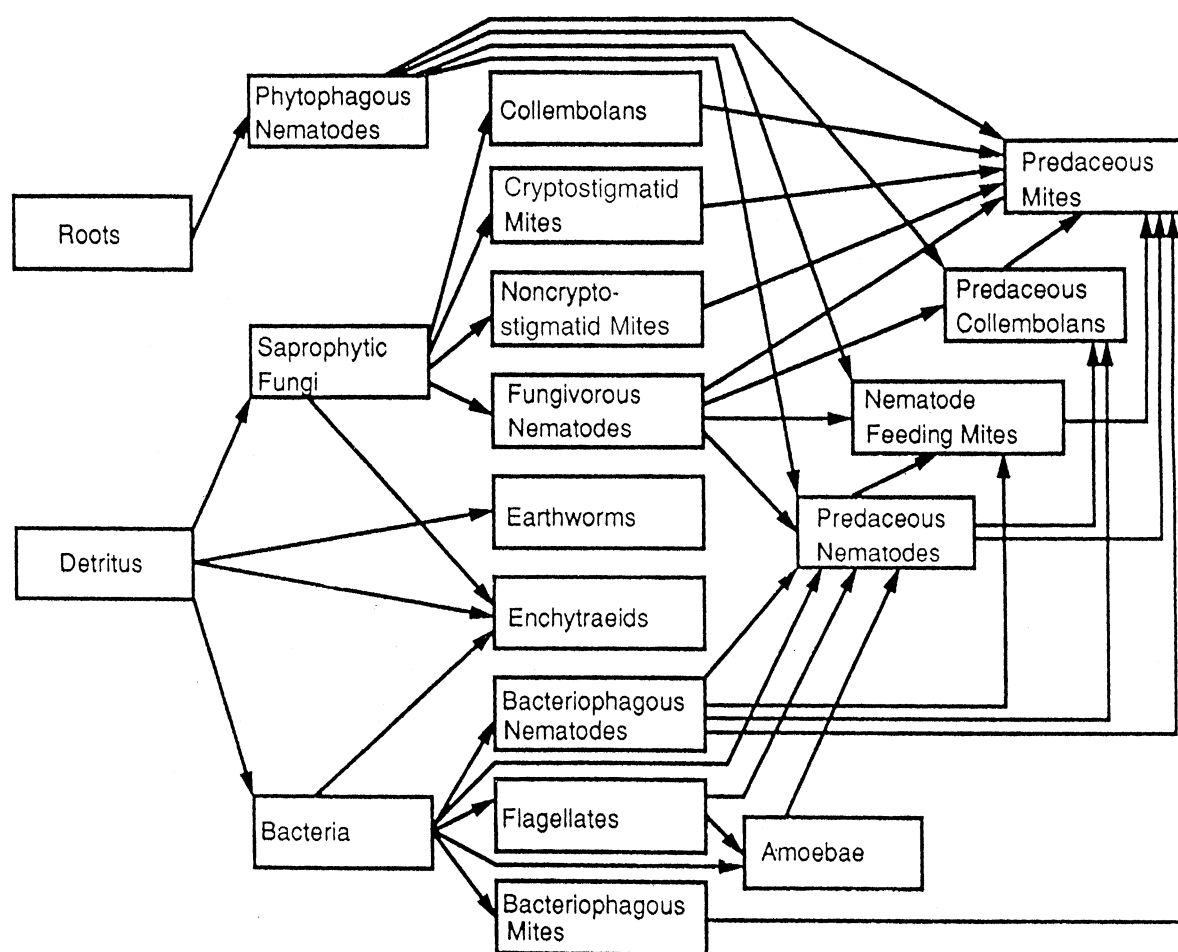 Phytophagous
Nematodes
Collembolans
Predaceous
Mites
Cryptostigmatid
Mites
Roots
Noncrypto-
stigmatid Mites
Predaceous
Collembolans
Saprophytic
Fungi
Fungivorous
Nematodes
Nematode
Feeding Mites
Earthworms
Predaceous
Nematodes
Detritus
Enchytraeids
Bacteriophagous
Nematodes
Bacteria
Flagellates
Amoebae
Bacteriophagous
Mites